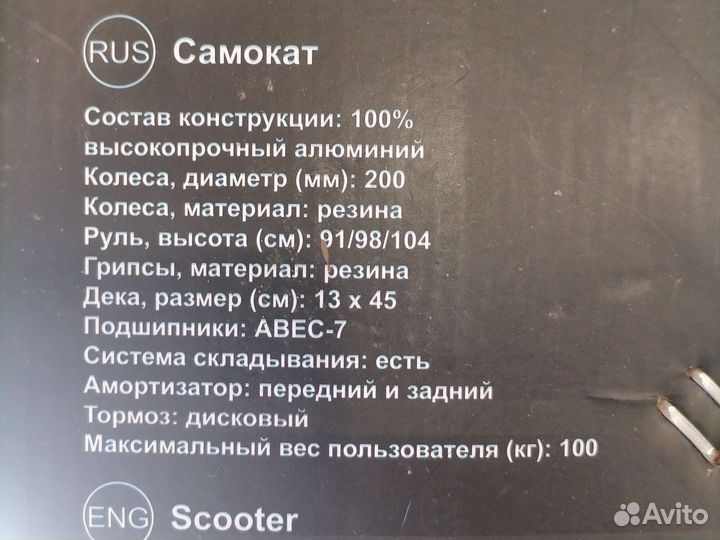 RUS Самокат
Состав конструкции: 100%
высокопрочный алюминий
Колеса, диаметр (мм): 200
Колеса, материал: резина
Руль, высота (см): 91/98/104
Грипсы, материал: резина
Дека, размер (см): 13 x 45
Подшипники: ABEC-7
Система складывания: есть
Амортизатор: передний и задний
Тормоз: дисковый
Максимальный вес пользователя (кг): 100
ENG Scooter
Avito